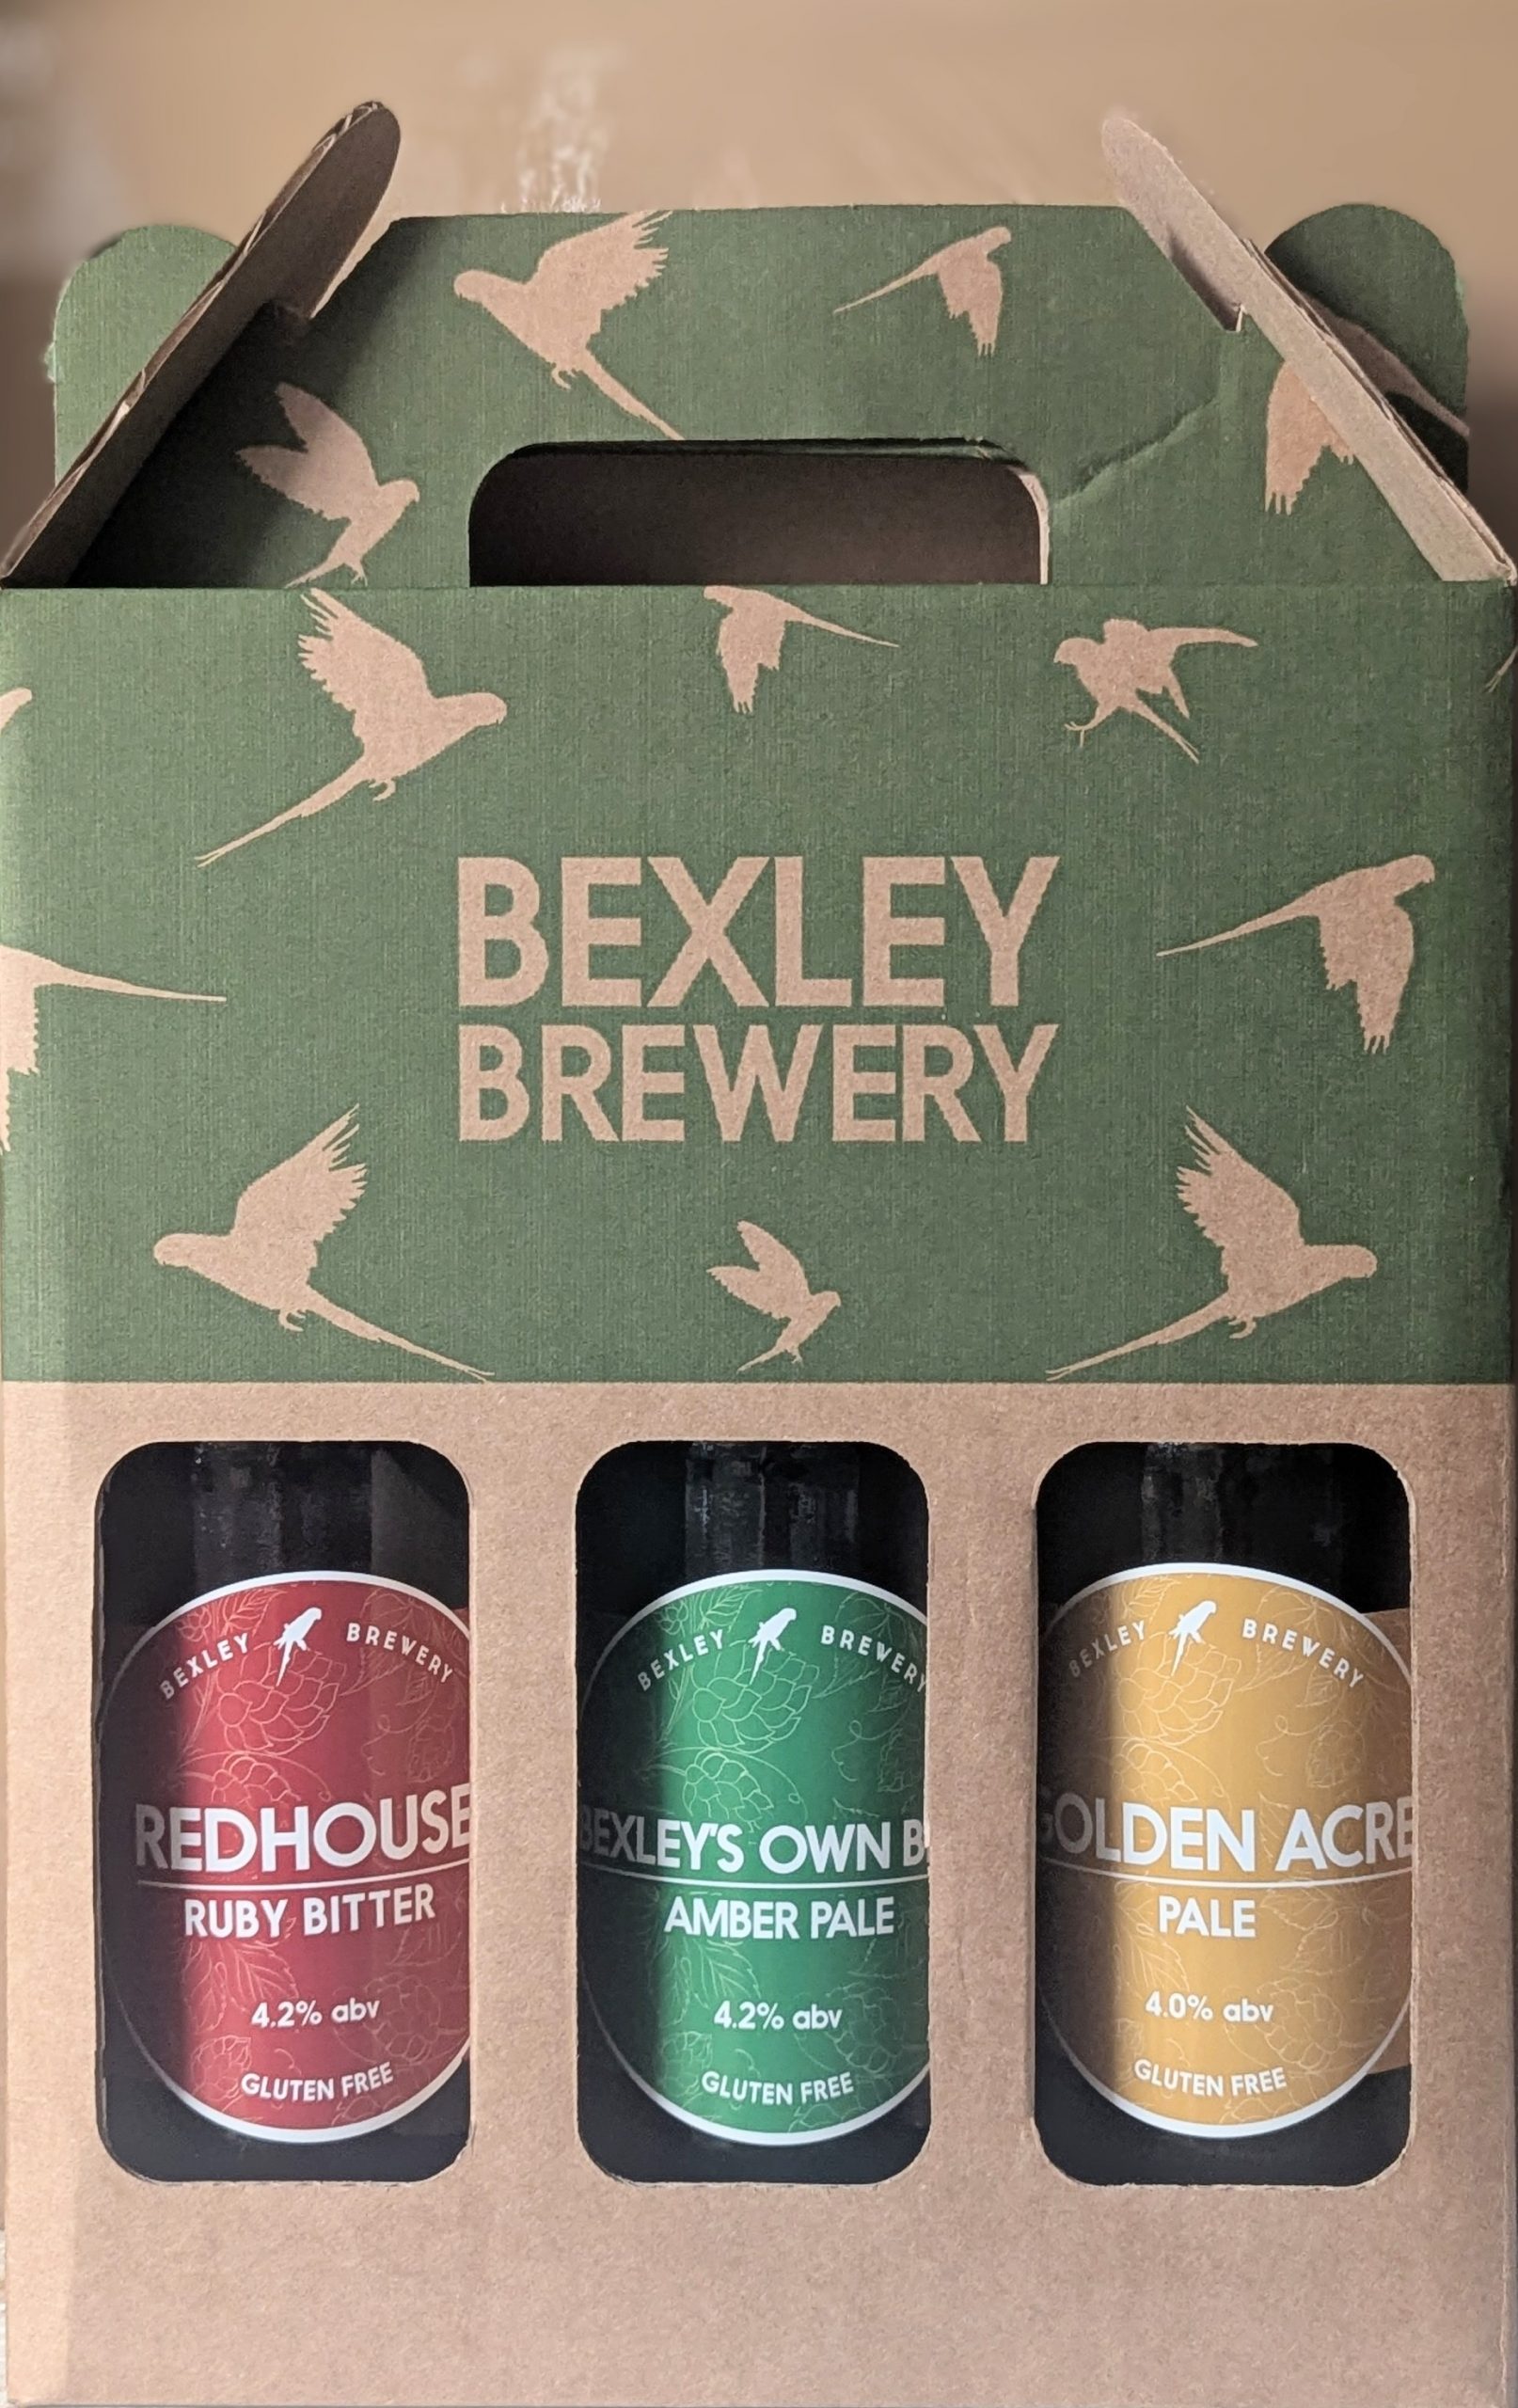 BEXLEY
BREWERY
BEXLEY BREWERY
REDHOUSE
RUBY BITTER
4.2% abv
GLUTEN FREE
BEXLEY BREWERY
BEXLEY'S OWN B
AMBER PALE
4.2% abv
GLUTEN FREE
BEXLEY BREWERY
GOLDEN ACRE
PALE
4.0% abv
GLUTEN FREE